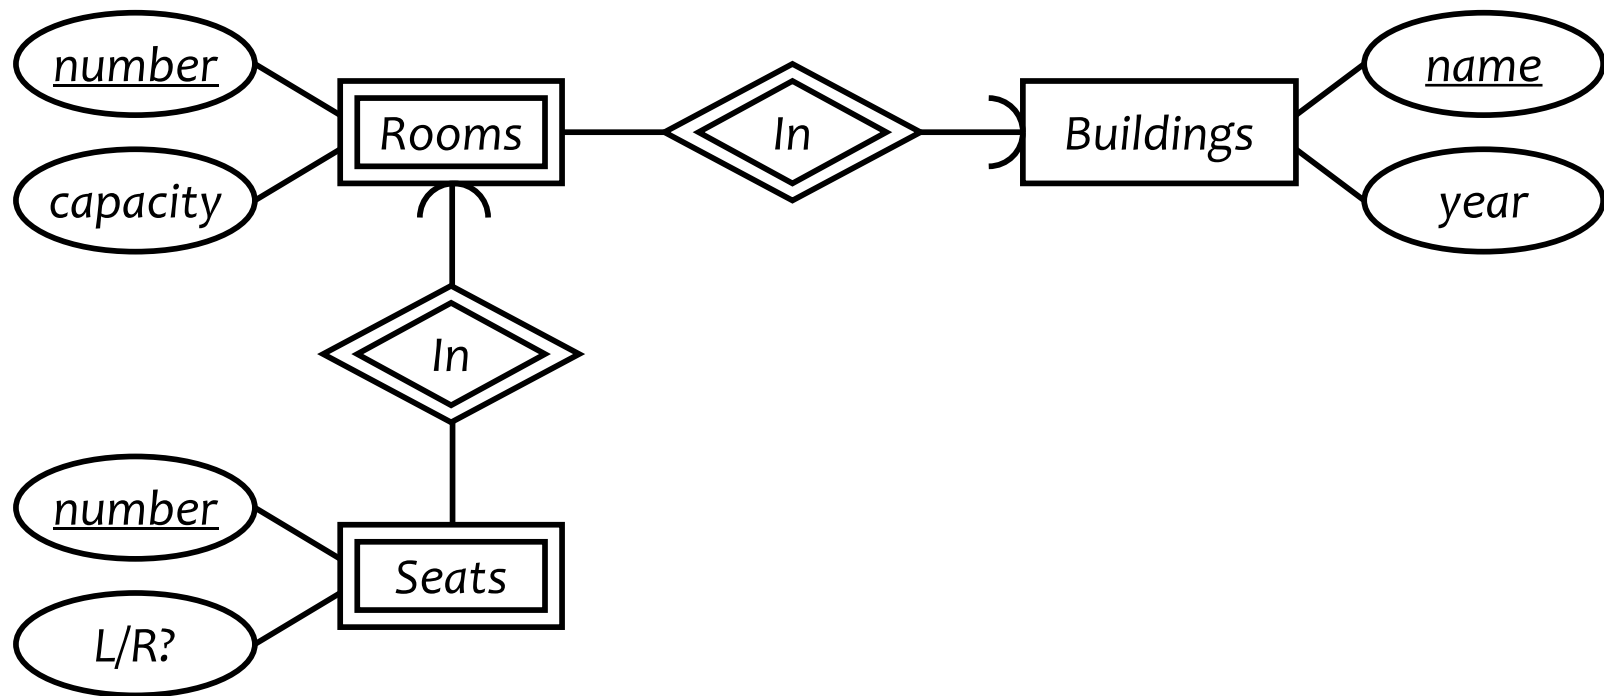 number
name
Rooms
In
Buildings
capacity
year
In
number
Seats
L/R?